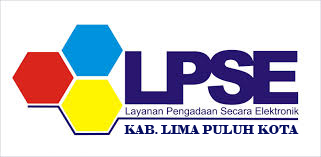 LPSE
Layanan Pengadaan Secara Elektronik
KAB. LIMA PULUH KOTA